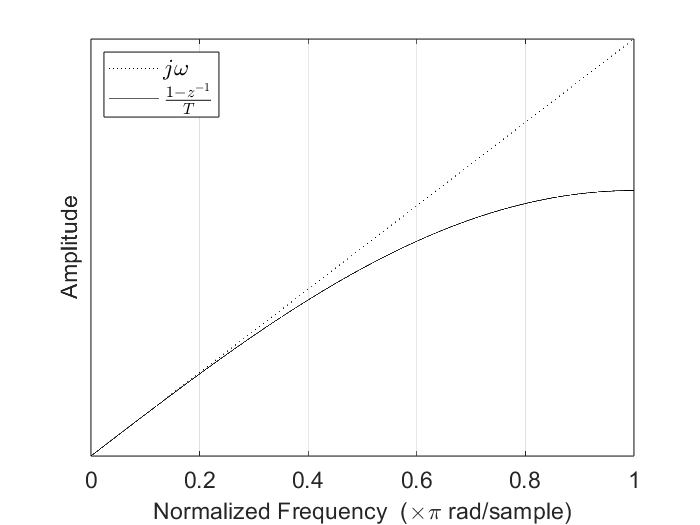 jω
1−z⁻¹
T
Amplitude
0 0.2 0.4 0.6 0.8 1
Normalized Frequency (×π rad/sample)